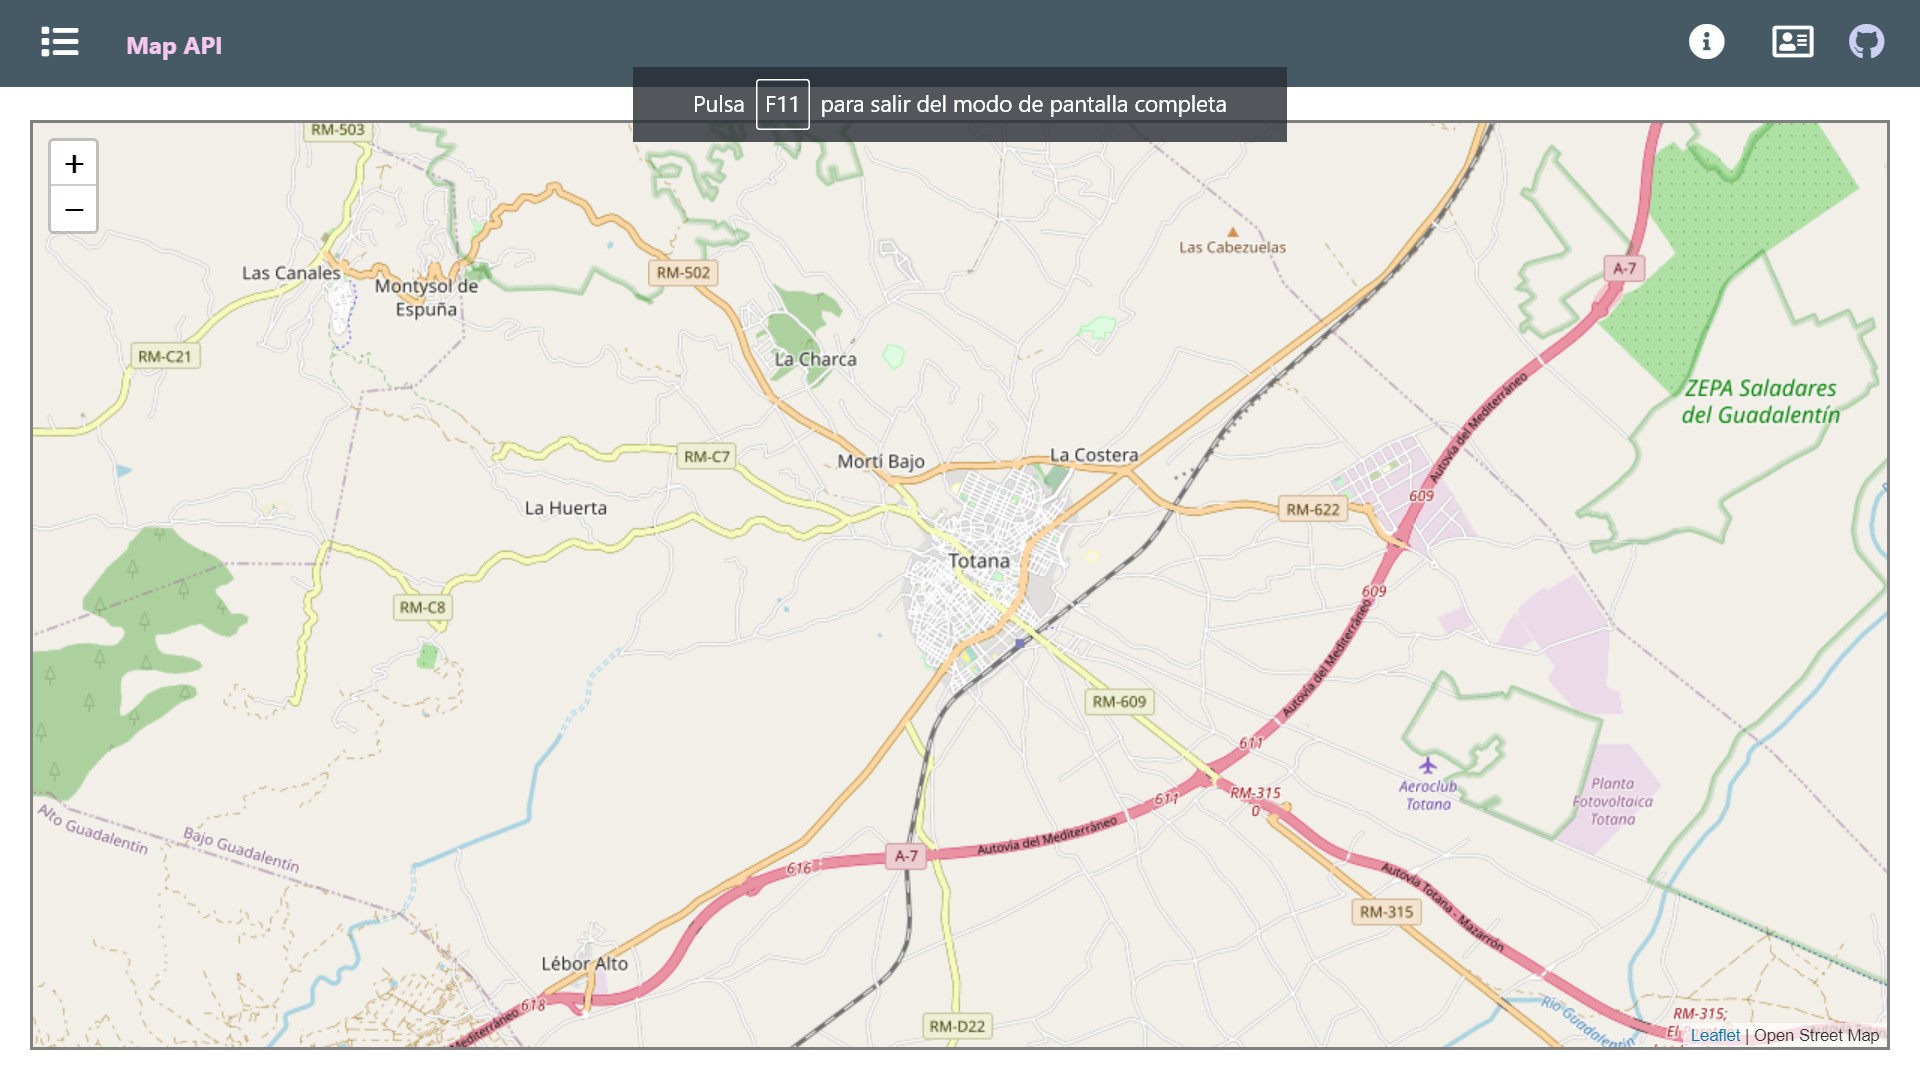 Map API
Pulsa F11 para salir del modo de pantalla completa
+
−
RM-503
Las Cabezuelas
A-7
RM-502
Las Canales
Montysol de
Espuña
RM-C21
La Charca
Autovía del Mediterráneo
ZEPA Saladares
del Guadalentín
RM-C7
Mortí Bajo
La Costera
609
La Huerta
RM-622
Totana
609
RM-C8
Autovía del Mediterráneo
RM-609
611
Aeroclub
Totana
Planta
Fotovoltaica
Totana
611
RM-315
0
Alto Guadalentín
Bajo Guadalentín
Autovía del Mediterráneo
A-7
616
Autovía Totana - Mazarrón
RM-315
Lébor Alto
618
Mediterráneo
Río Guadalentín
RM-315;
El
RM-D22
Leaflet | Open Street Map